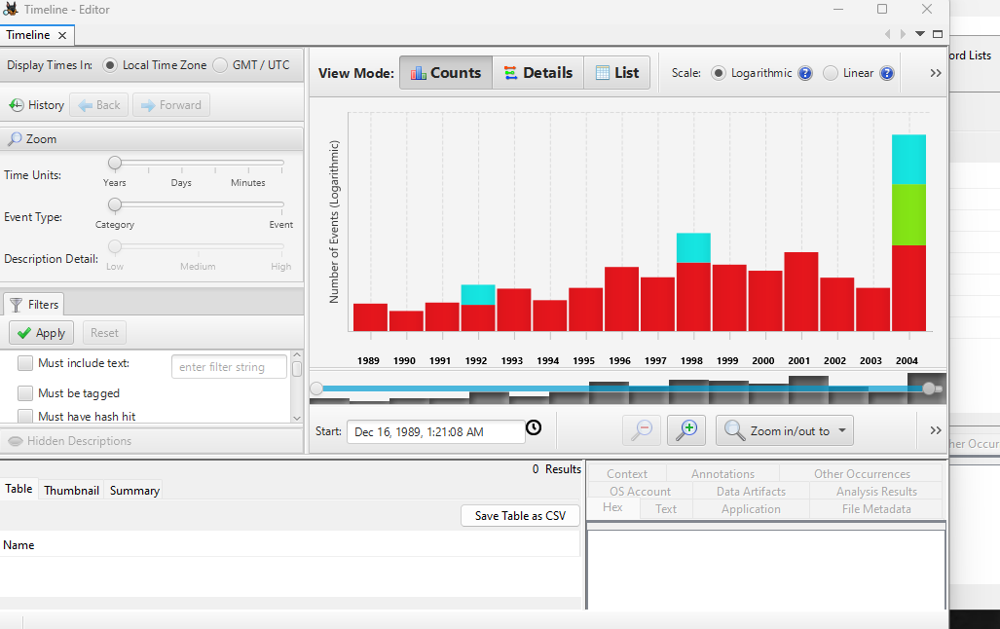 Timeline - Editor
Timeline
ord Lists
Display Times In: Local Time Zone GMT / UTC
History Back Forward
Zoom
Time Units:
Years Days Minutes
Event Type:
Category Event
Description Detail:
Low Medium High
Filters
Apply Reset
Must include text: enter filter string
Must be tagged
Must have hash hit
Hidden Descriptions
View Mode: Counts Details List Scale: Logarithmic ? Linear ?
Number of Events (Logarithmic)
1989 1990 1991 1992 1993 1994 1995 1996 1997 1998 1999 2000 2001 2002 2003 2004
Start: Dec 16, 1989, 1:21:08 AM Zoom in/out to
her Occur
0 Results
Table Thumbnail Summary
Save Table as CSV
Name
Context Annotations Other Occurrences
OS Account Data Artifacts Analysis Results
Hex Text Application File Metadata